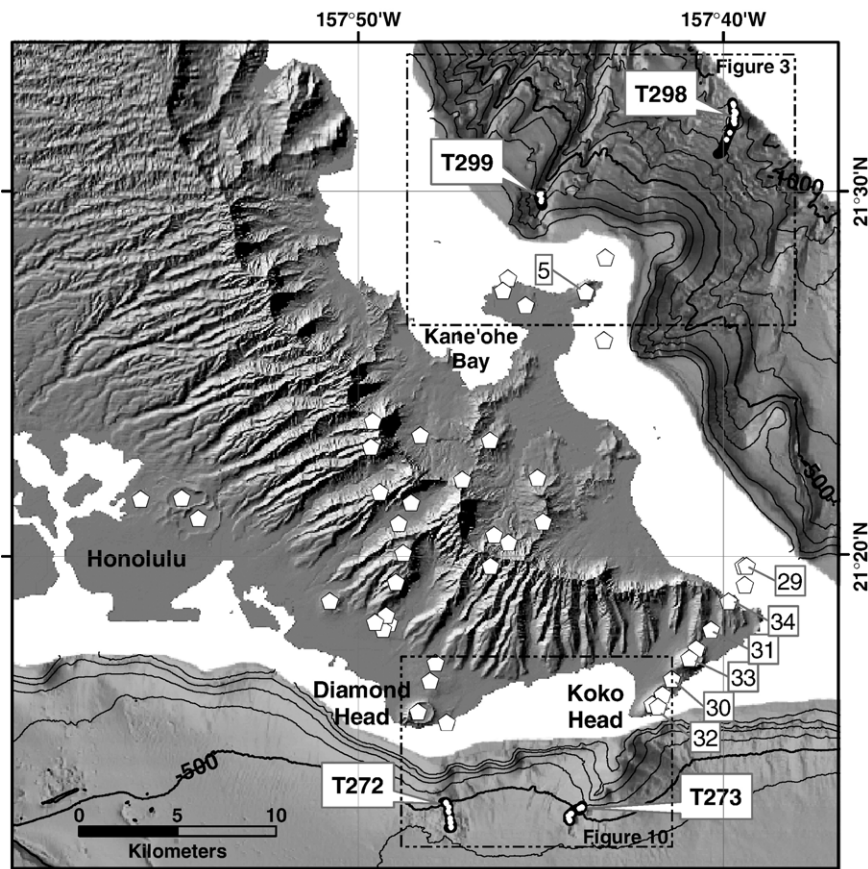 157°50'W
157°40'W
Figure 3
T298
T299
-1000
21°30'N
5
Kane'ohe
Bay
-500
Honolulu
21°20'N
29
34
31
33
Diamond
Head
Koko
Head
30
32
-500
T272
T273
0 5 10
Kilometers
Figure 10